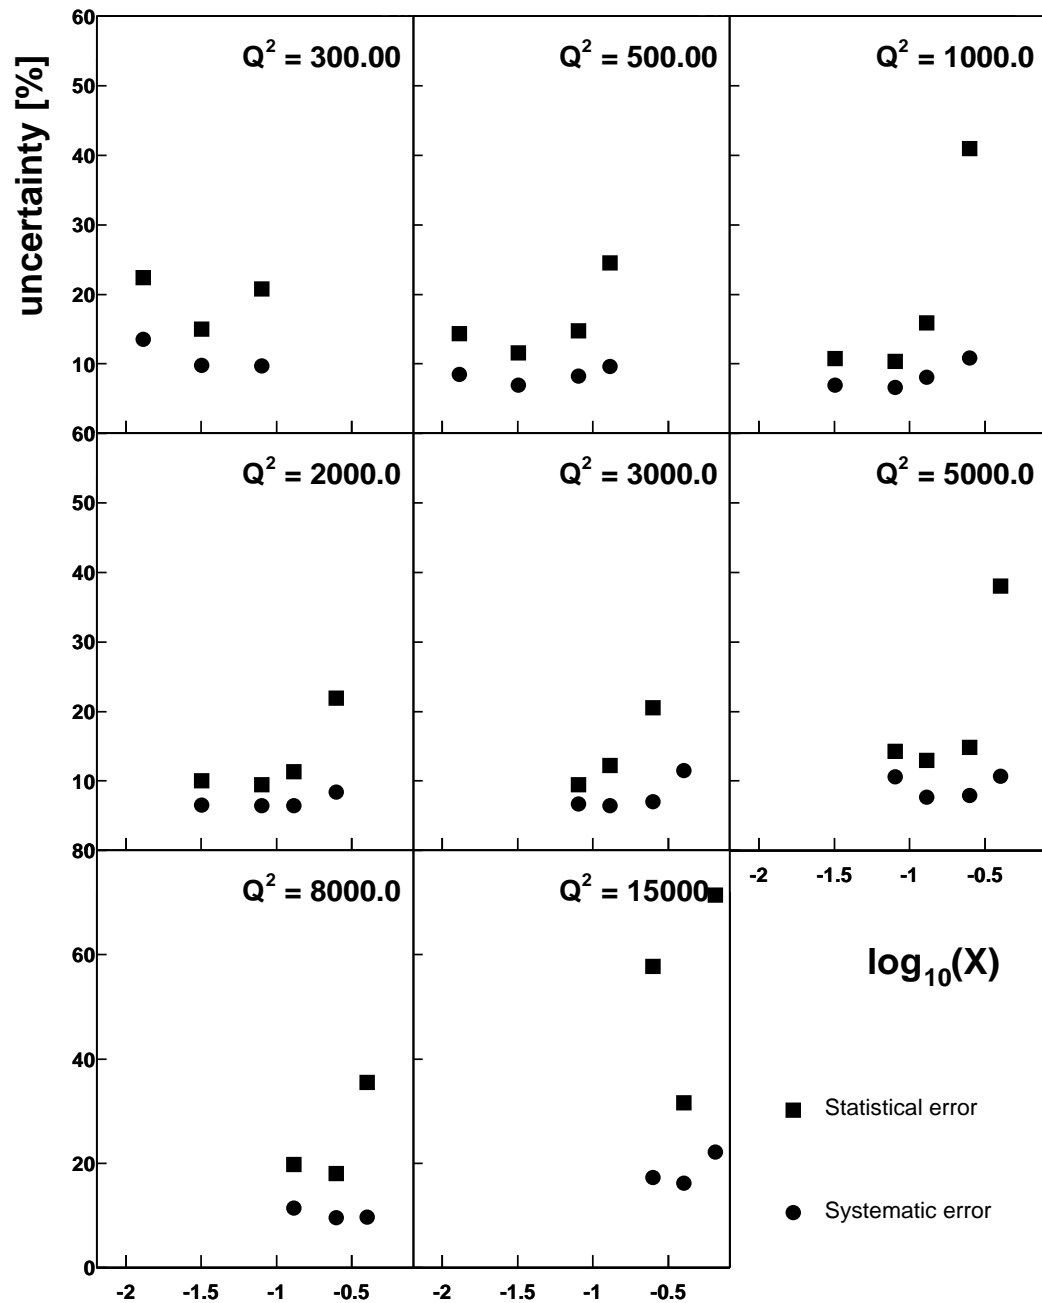 uncertainty [%]
60
50
40
30
20
10
Q² = 300.00
Q² = 500.00
Q² = 1000.0
60
50
40
30
20
10
Q² = 2000.0
Q² = 3000.0
Q² = 5000.0
80
60
40
20
0
Q² = 8000.0
Q² = 15000.
-2 -1.5 -1 -0.5
log₁₀(X)
Statistical error
Systematic error
-2 -1.5 -1 -0.5
-2 -1.5 -1 -0.5